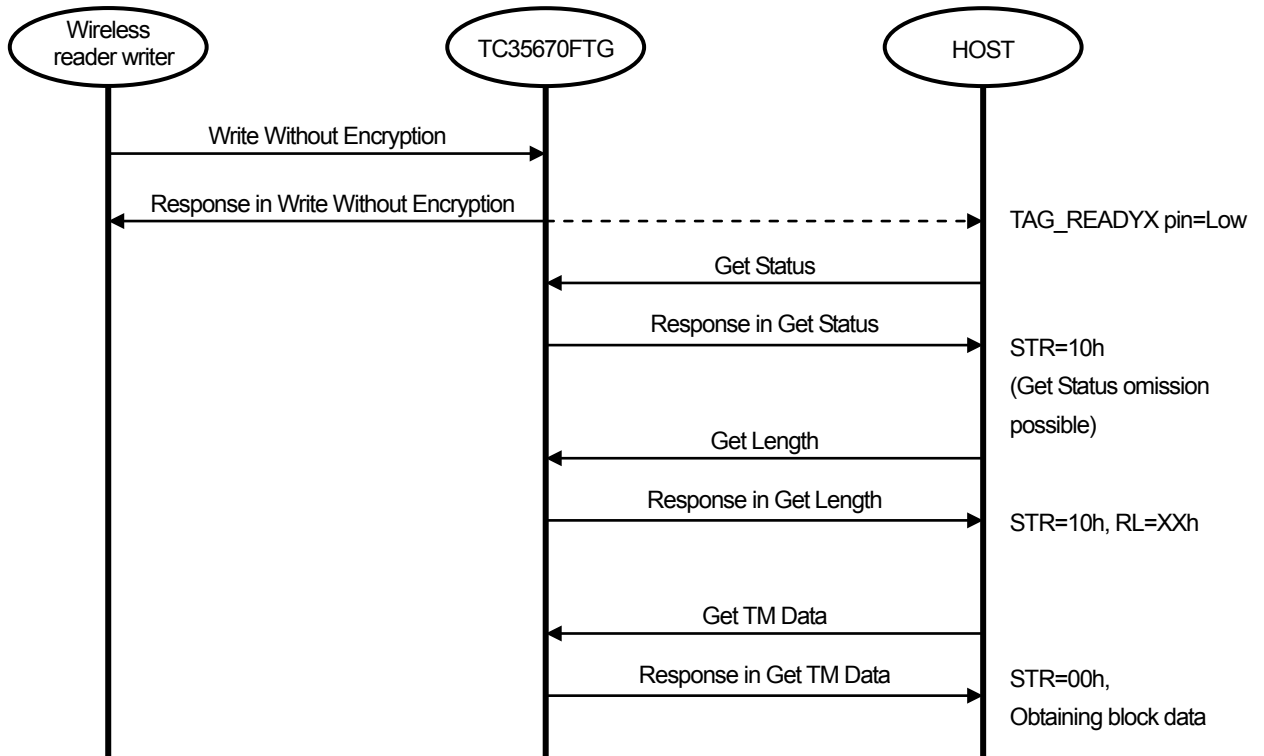 Wireless
reader writer
TC35670FTG
HOST
Write Without Encryption
Response in Write Without Encryption
TAG_READYX pin=Low
Get Status
Response in Get Status
STR=10h
(Get Status omission
possible)
Get Length
Response in Get Length
STR=10h, RL=XXh
Get TM Data
Response in Get TM Data
STR=00h,
Obtaining block data